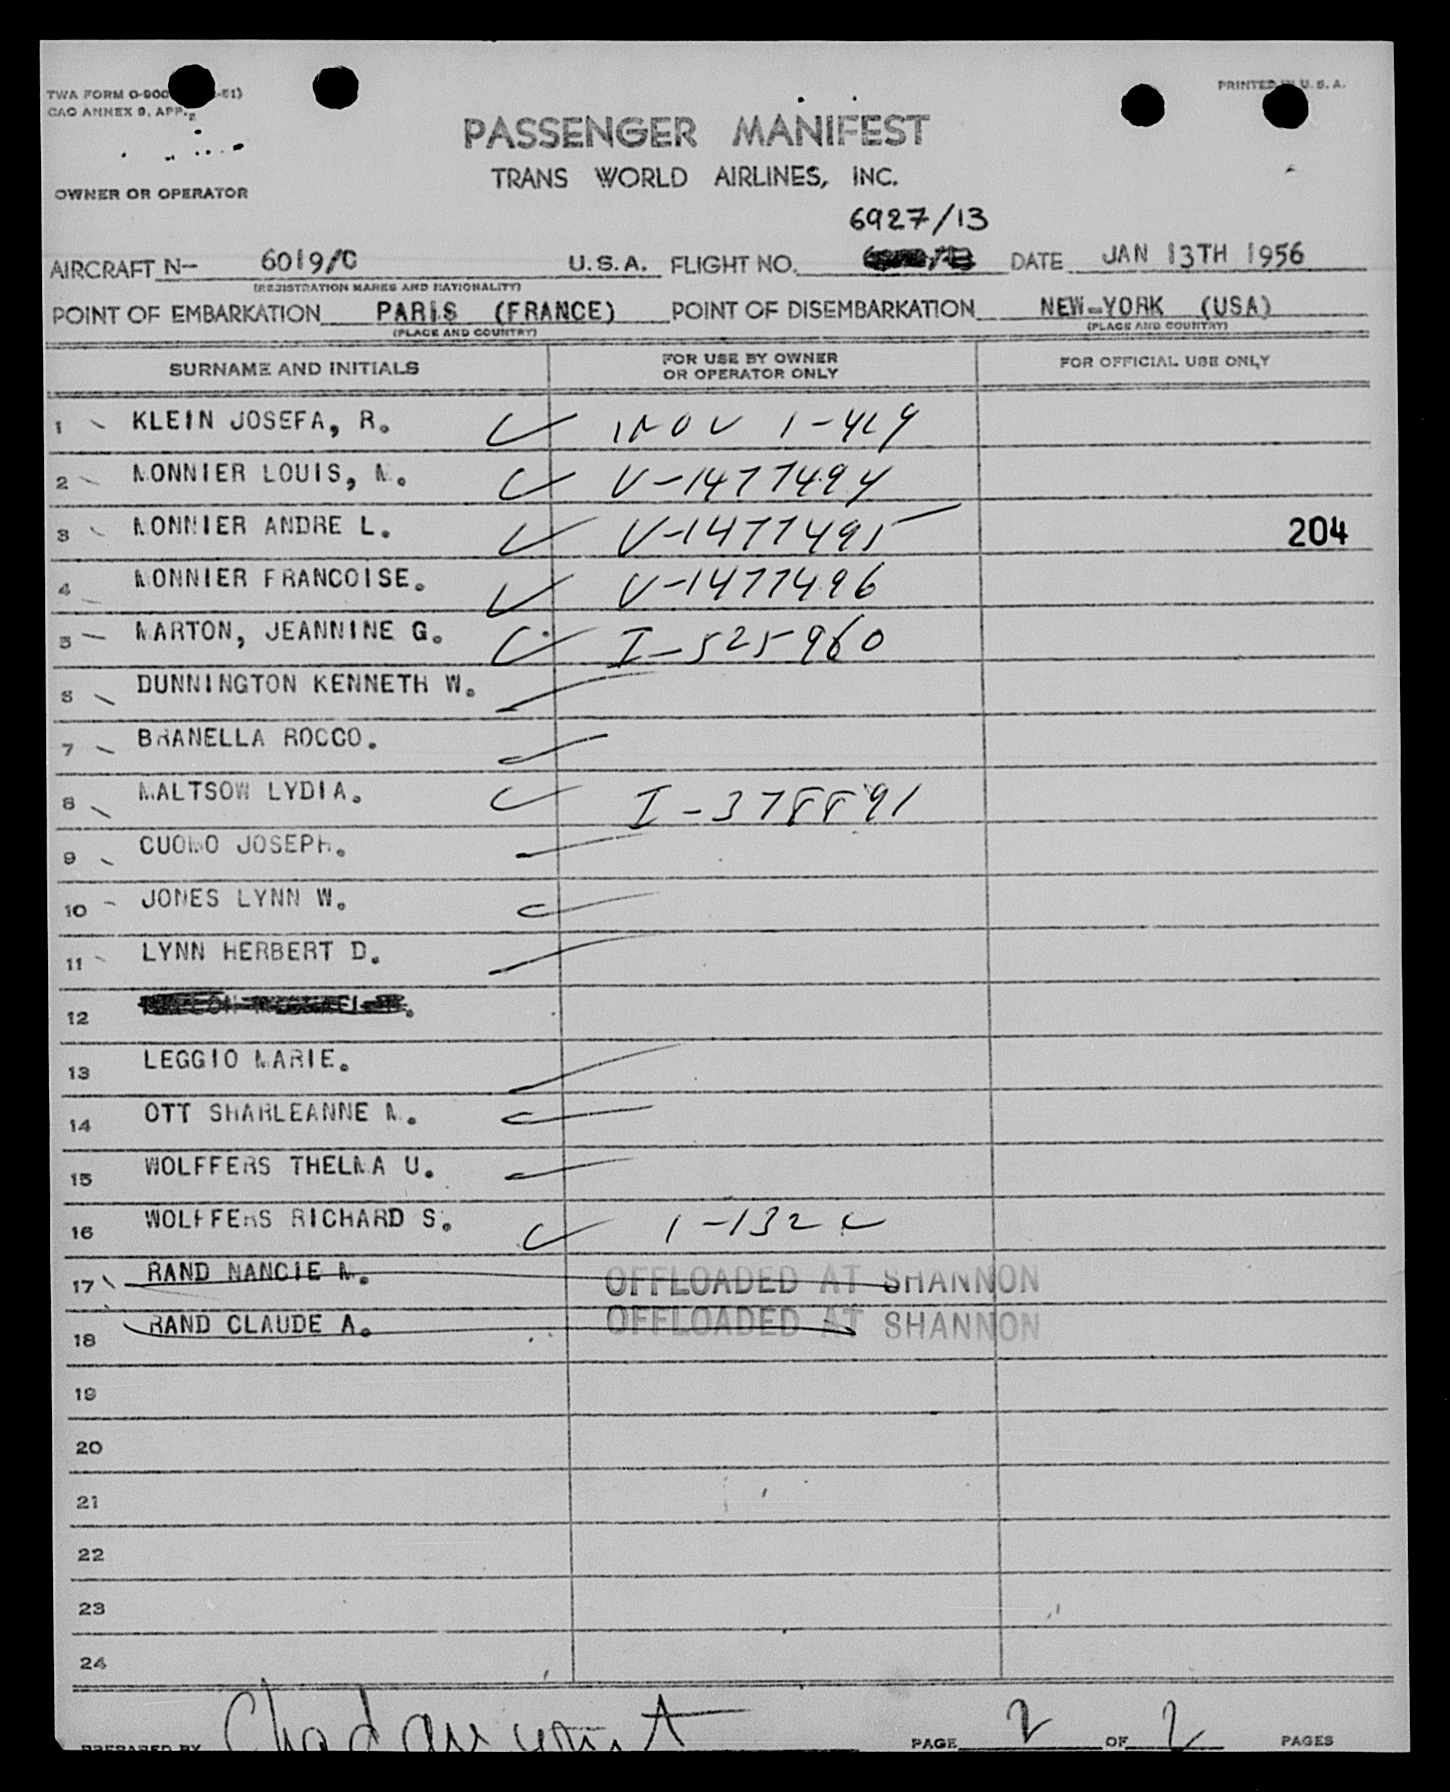 TWA FORM O-900
CAO ANNEX 9, APP. 2
PRINTED IN U. S. A.
PASSENGER MANIFEST
TRANS WORLD AIRLINES, INC.
OWNER OR OPERATOR
6927/13
AIRCRAFT N- 6019/C U.S.A. FLIGHT NO. DATE JAN 13TH 1956
(REGISTRATION MARKS AND NATIONALITY)
POINT OF EMBARKATION PARIS (FRANCE) POINT OF DISEMBARKATION NEW-YORK (USA)
(PLACE AND COUNTRY) (PLACE AND COUNTRY)
SURNAME AND INITIALS FOR USE BY OWNER OR OPERATOR ONLY FOR OFFICIAL USE ONLY
1 KLEIN JOSEFA, R.
2 MONNIER LOUIS, M. V-1477494
3 MONNIER ANDRE L. V-1477495 204
4 MONNIER FRANCOISE. V-1477496
5 MARTON, JEANNINE G. I-525960
6 DUNNINGTON KENNETH W.
7 BRANELLA ROCCO.
8 MALTSOW LYDIA. I-378891
9 CUOMO JOSEPH.
10 JONES LYNN W.
11 LYNN HERBERT D.
12
13 LEGGIO MARIE.
14 OTT SHARLEANNE M.
15 WOLFFERS THELMA U.
16 WOLFFERS RICHARD S.
17 RAND NANCIE M. OFFLOADED AT SHANNON
18 RAND CLAUDE A. OFFLOADED AT SHANNON
19
20
21
22
23
24
PREPARED BY PAGE 2 OF 2 PAGES